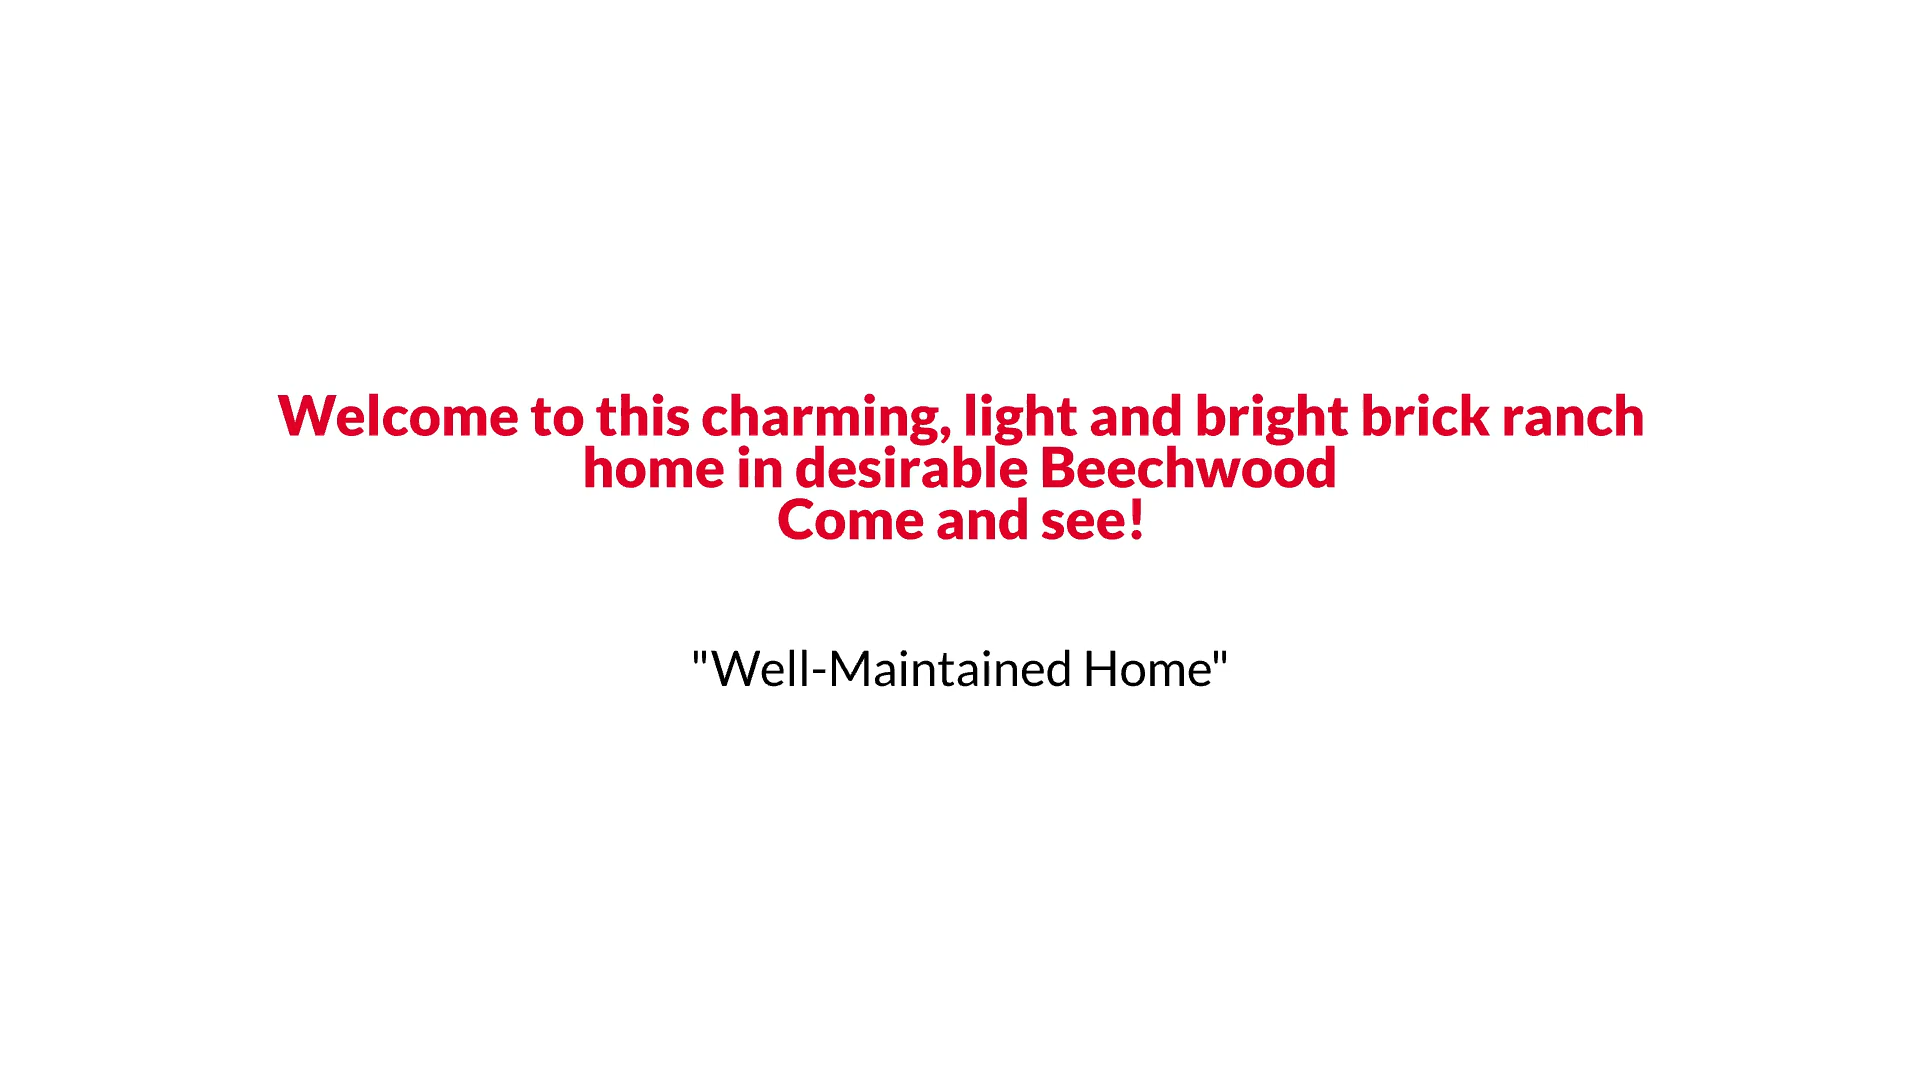 Welcome to this charming, light and bright brick ranch
home in desirable Beechwood
Come and see!
"Well-Maintained Home"